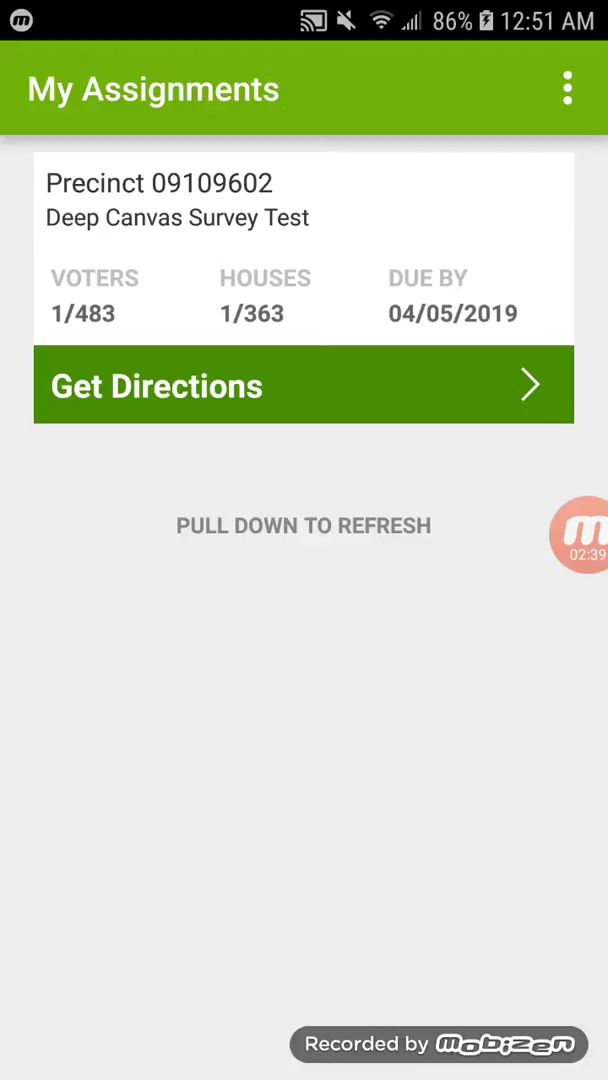 86% 12:51 AM
My Assignments
Precinct 09109602
Deep Canvas Survey Test
VOTERS HOUSES DUE BY
1/483 1/363 04/05/2019
Get Directions
PULL DOWN TO REFRESH
m
02:39
Recorded by mobizen